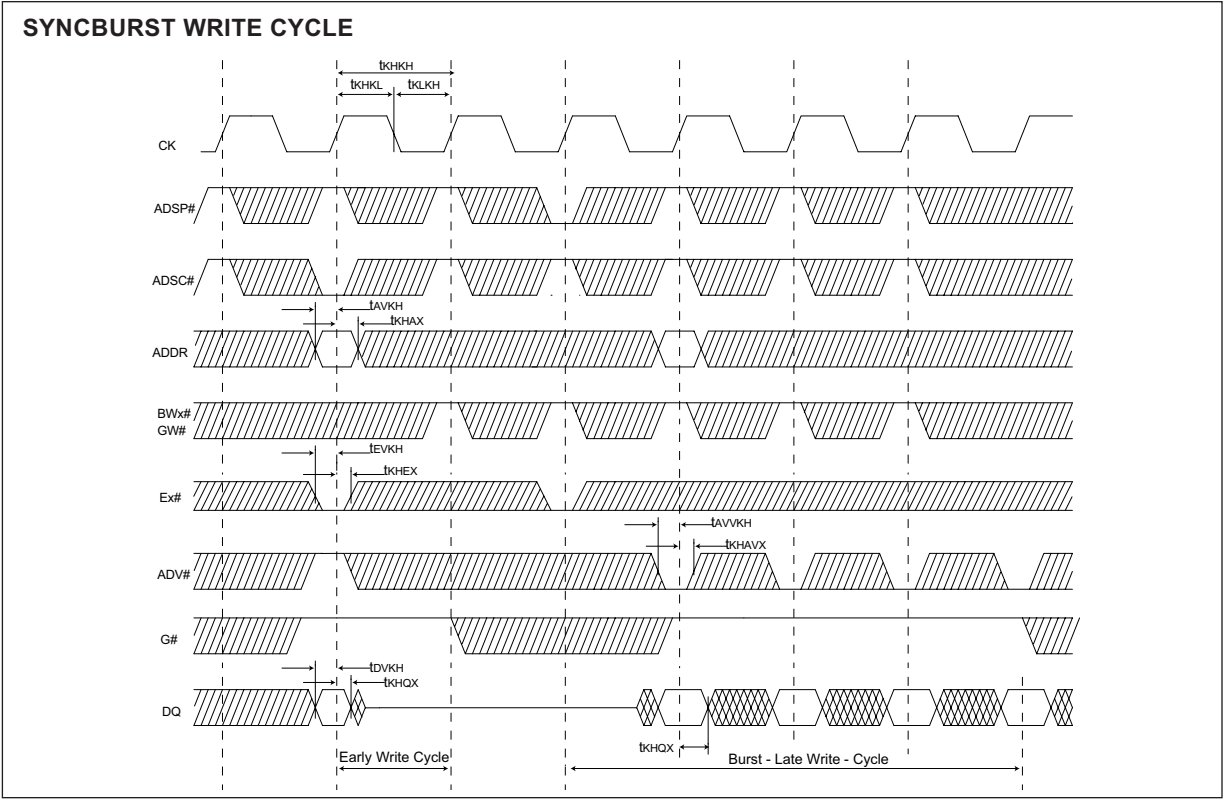 SYNCBURST WRITE CYCLE
tKHKH
tKHKL
tKLKH
CK
ADSP#
ADSC#
tAVKH
tKHAX
ADDR
BWx#
GW#
tEVKH
tKHEX
Ex#
tAVVKH
tKHAVX
ADV#
G#
tDVKH
tKHQX
DQ
tKHQX
Early Write Cycle
Burst - Late Write - Cycle